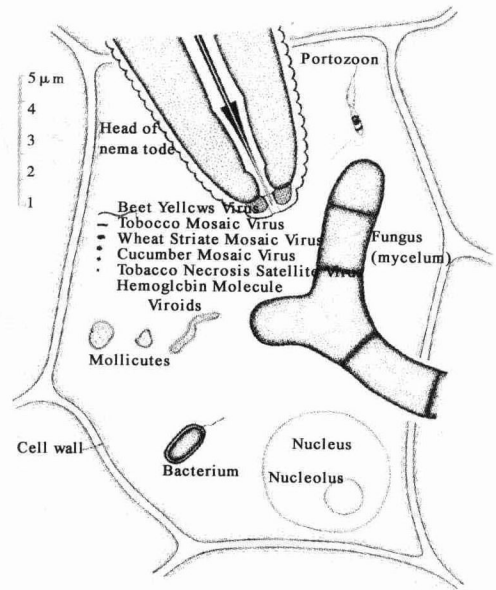 Portozoon
5 μm
4
3
2
1
Head of
nema tode
Beet Yellcws Virus
Tobocco Mosaic Virus
Wheat Striate Mosaic Virus
Cucumber Mosaic Virus
Tobacco Necrosis Satellite Virus
Hemoglcbin Molecule
Viroids
Fungus
(mycelum)
Mollicutes
Cell wall
Bacterium
Nucleus
Nucleolus